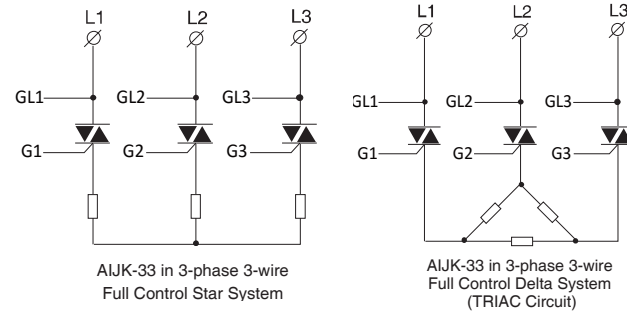 L1 L2 L3
GL1 GL2 GL3
G1 G2 G3
AIJK-33 in 3-phase 3-wire
Full Control Star System
L1 L2 L3
GL1 GL2 GL3
G1 G2 G3
AIJK-33 in 3-phase 3-wire
Full Control Delta System
(TRIAC Circuit)